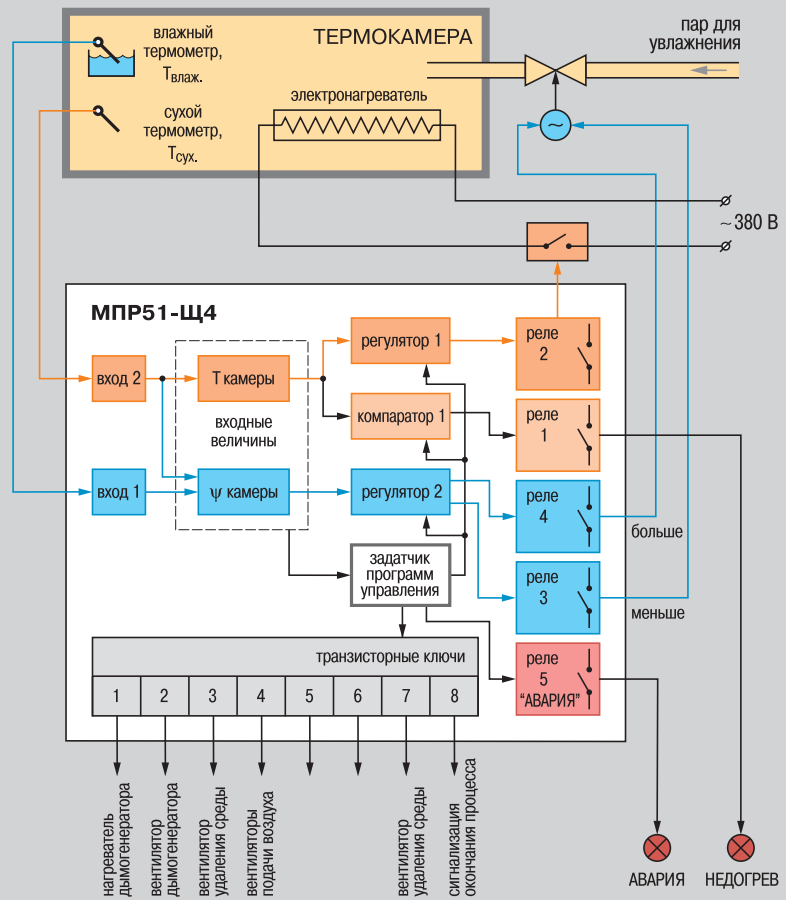 влажный
термометр,
Tвлаж.
ТЕРМОКАМЕРА
пар для
увлажнения
сухой
термометр,
Tсух.
электронагреватель
~
~380 В
МПР51-Щ4
вход 2
T камеры
регулятор 1
реле
2
входные
величины
компаратор 1
реле
1
вход 1
ψ камеры
регулятор 2
реле
4
больше
задатчик
программ
управления
реле
3
меньше
транзисторные ключи
1 2 3 4 5 6 7 8
реле
5
“АВАРИЯ”
нагреватель
дымогенератора
вентилятор
дымогенератора
вентилятор
удаления среды
вентиляторы
подачи воздуха
вентилятор
удаления среды
сигнализация
окончания процесса
АВАРИЯ
НЕДОГРЕВ